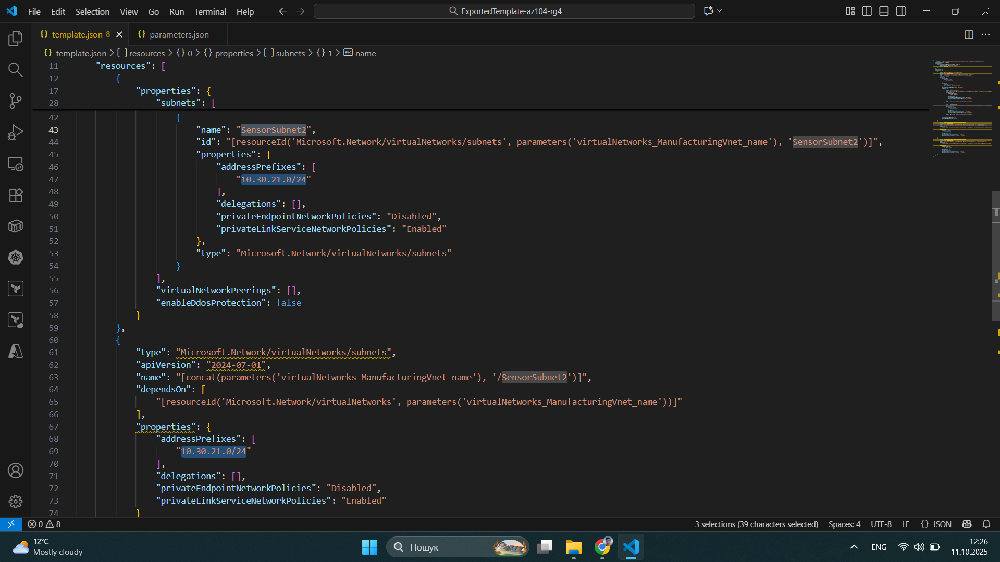 File Edit Selection View Go Run Terminal Help
ExportedTemplate-az104-rg4
{} template.json 8
{} parameters.json
{} template.json > [ ] resources > {} 0 > {} properties > [ ] subnets > {} 1 > abc name
11 "resources": [
12 {
17 "properties": {
28 "subnets": [
42 {
43 "name": "SensorSubnet2",
44 "id": "[resourceId('Microsoft.Network/virtualNetworks/subnets', parameters('virtualNetworks_ManufacturingVnet_name'), 'SensorSubnet2')]",
45 "properties": {
46 "addressPrefixes": [
47 "10.30.21.0/24"
48 ],
49 "delegations": [],
50 "privateEndpointNetworkPolicies": "Disabled",
51 "privateLinkServiceNetworkPolicies": "Enabled"
52 },
53 "type": "Microsoft.Network/virtualNetworks/subnets"
54 }
55 ],
56 "virtualNetworkPeerings": [],
57 "enableDdosProtection": false
58 }
59 },
60 {
61 "type": "Microsoft.Network/virtualNetworks/subnets",
62 "apiVersion": "2024-07-01",
63 "name": "[concat(parameters('virtualNetworks_ManufacturingVnet_name'), '/SensorSubnet2')]",
64 "dependsOn": [
65 "[resourceId('Microsoft.Network/virtualNetworks', parameters('virtualNetworks_ManufacturingVnet_name'))]"
66 ],
67 "properties": {
68 "addressPrefixes": [
69 "10.30.21.0/24"
70 ],
71 "delegations": [],
72 "privateEndpointNetworkPolicies": "Disabled",
73 "privateLinkServiceNetworkPolicies": "Enabled"
74 }
0 8 3 selections (39 characters selected) Spaces: 4 UTF-8 LF {} JSON
12°C
Mostly cloudy
Пошук
ENG
12:26
11.10.2025